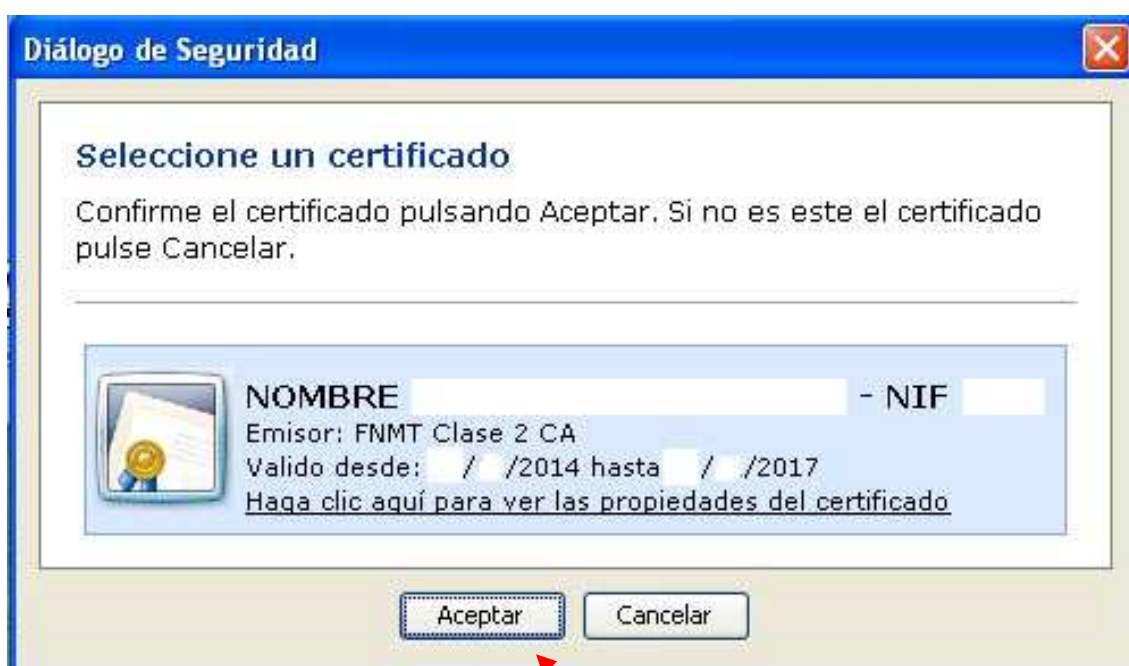 Diálogo de Seguridad
Seleccione un certificado
Confirme el certificado pulsando Aceptar. Si no es este el certificado
pulse Cancelar.
NOMBRE - NIF
Emisor: FNMT Clase 2 CA
Valido desde: / /2014 hasta / /2017
Haga clic aquí para ver las propiedades del certificado
Aceptar Cancelar